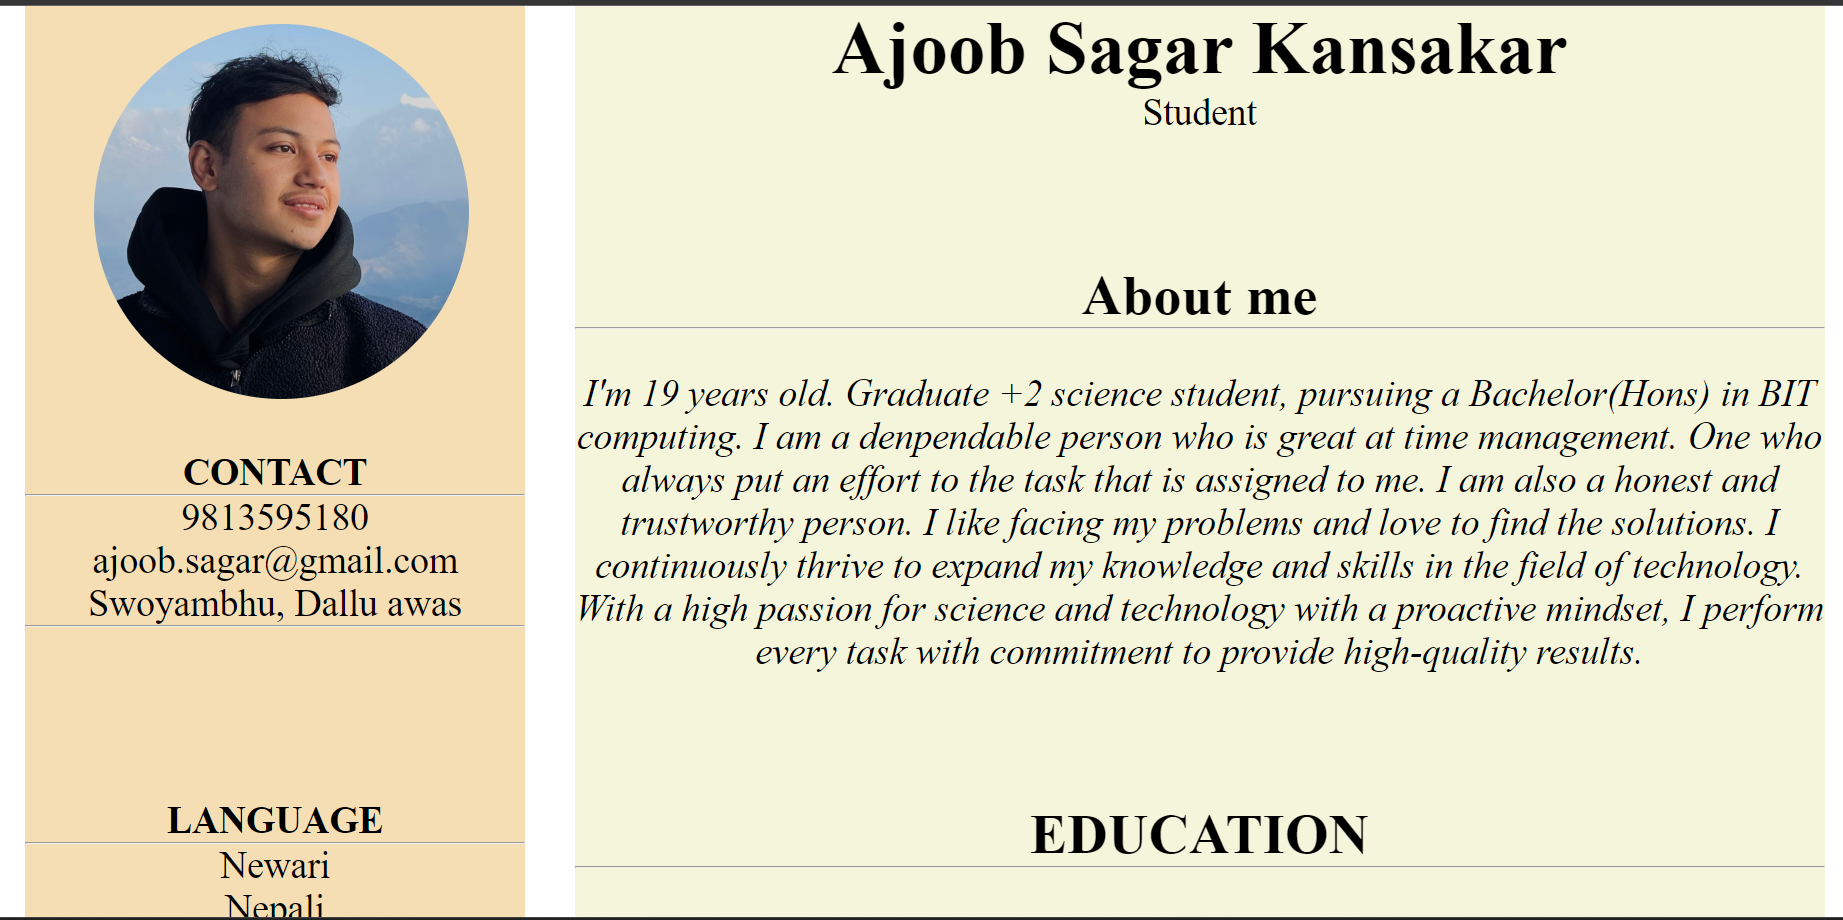 CONTACT
9813595180
ajoob.sagar@gmail.com
Swoyambhu, Dallu awas
LANGUAGE
Newari
Nepali
Ajoob Sagar Kansakar
Student
About me
I'm 19 years old. Graduate +2 science student, pursuing a Bachelor(Hons) in BIT
computing. I am a denpendable person who is great at time management. One who
always put an effort to the task that is assigned to me. I am also a honest and
trustworthy person. I like facing my problems and love to find the solutions. I
continuously thrive to expand my knowledge and skills in the field of technology.
With a high passion for science and technology with a proactive mindset, I perform
every task with commitment to provide high-quality results.
EDUCATION